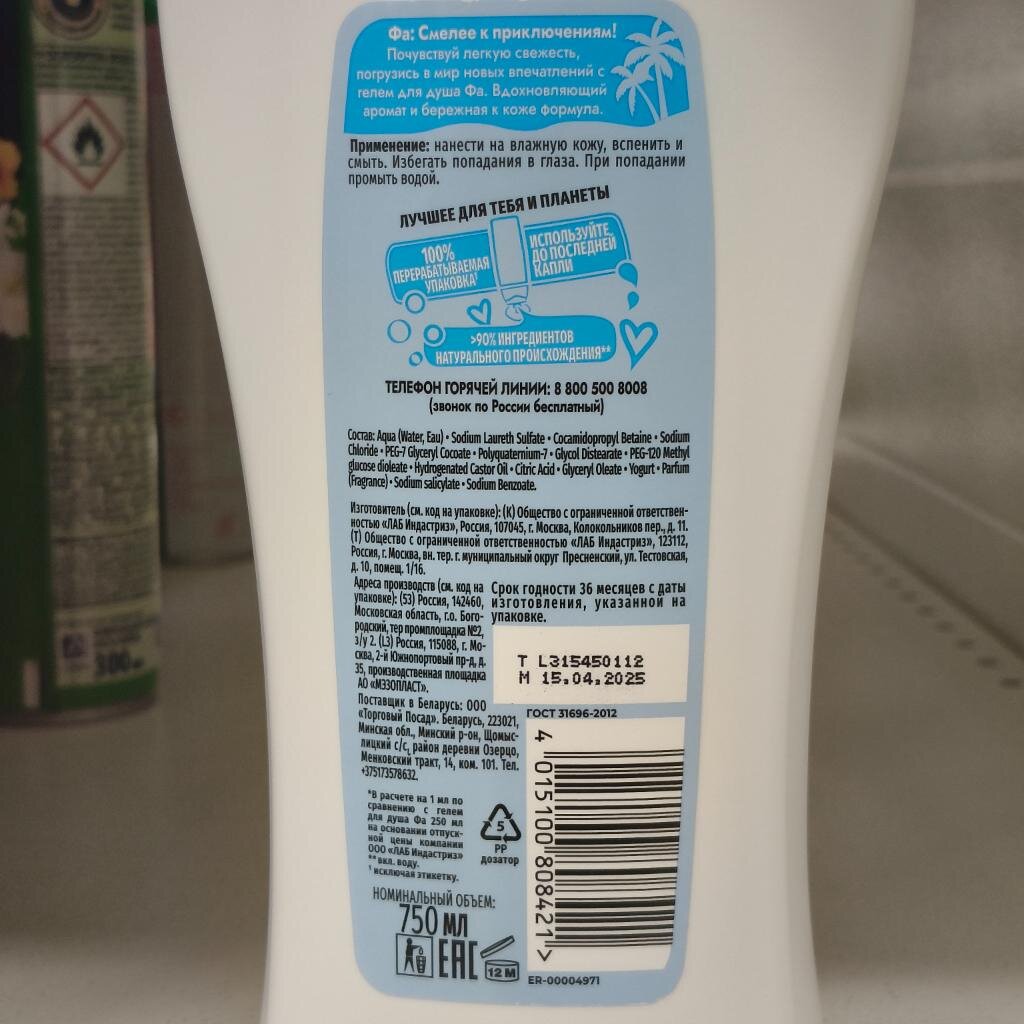 Фа: Смелее к приключениям!
Почувствуй легкую свежесть,
погрузись в мир новых впечатлений с
гелем для душа Фа. Вдохновляющий
аромат и бережная к коже формула.
Применение: нанести на влажную кожу, вспенить и
смыть. Избегать попадания в глаза. При попадании
промыть водой.
ЛУЧШЕЕ ДЛЯ ТЕБЯ И ПЛАНЕТЫ
100%
ПЕРЕРАБАТЫВАЕМАЯ
УПАКОВКА¹
ИСПОЛЬЗУЙТЕ
ДО ПОСЛЕДНЕЙ
КАПЛИ
>90% ИНГРЕДИЕНТОВ
НАТУРАЛЬНОГО ПРОИСХОЖДЕНИЯ**
ТЕЛЕФОН ГОРЯЧЕЙ ЛИНИИ: 8 800 500 8008
(звонок по России бесплатный)
Состав: Aqua (Water, Eau) • Sodium Laureth Sulfate • Cocamidopropyl Betaine • Sodium
Chloride • PEG-7 Glyceryl Cocoate • Polyquaternium-7 • Glycol Distearate • PEG-120 Methyl
glucose dioleate • Hydrogenated Castor Oil • Citric Acid • Glyceryl Oleate • Yogurt • Parfum
(Fragrance) • Sodium salicylate • Sodium Benzoate.
Изготовитель (см. код на упаковке): (К) Общество с ограниченной ответствен-
ностью «ЛАБ Индастриз», Россия, 107045, г. Москва, Колокольников пер., д. 11.
(Т) Общество с ограниченной ответственностью «ЛАБ Индастриз», 123112,
Россия, г. Москва, вн. тер. г. муниципальный округ Пресненский, ул. Тестовская,
д. 10, помещ. 1/16.
Адреса производств (см. код на
упаковке): (53) Россия, 142460,
Московская область, г.о. Бого-
родский, тер промплощадка №2,
з/у 2. (L3) Россия, 115088, г. Мо-
сква, 2-й Южнопортовый пр-д, д.
35, производственная площадка
АО «МЭЗОПЛАСТ».
Поставщик в Беларусь: ООО
«Торговый Посад». Беларусь, 223021,
Минская обл., Минский р-он, Щомыс-
лицкий с/с, район деревни Озерцо,
Менковский тракт, 14, ком. 101. Тел.
+375173578632.
Срок годности 36 месяцев с даты
изготовления, указанной на
упаковке.
T L315450112
M 15.04.2025
ГОСТ 31696-2012
4 015100 808421 >
*В расчете на 1 мл по
сравнению с гелем
для душа Фа 250 мл
на основании отпуск-
ной цены компании
ООО «ЛАБ Индастриз»
**вкл. воду.
¹ исключая этикетку.
5
PP
дозатор
НОМИНАЛЬНЫЙ ОБЪЕМ:
750 МЛ
EAC
12 M
ER-00004971